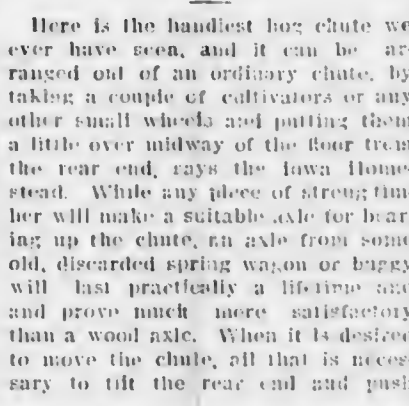 Here is the handiest hog chute we
ever have seen, and it can be ar-
ranged out of an ordinary chute, by
taking a couple of cultivators or any
other small wheels and putting them
a little over midway of the floor from
the rear end, says the Iowa Home-
stead. While any piece of strong tim-
ber will make a suitable axle for bear-
ing up the chute, an axle from some
old, discarded spring wagon or buggy
will last practically a lifetime and
and prove much more satisfactory
than a wood axle. When it is desired
to move the chute, all that is neces-
sary to tilt the rear end and push